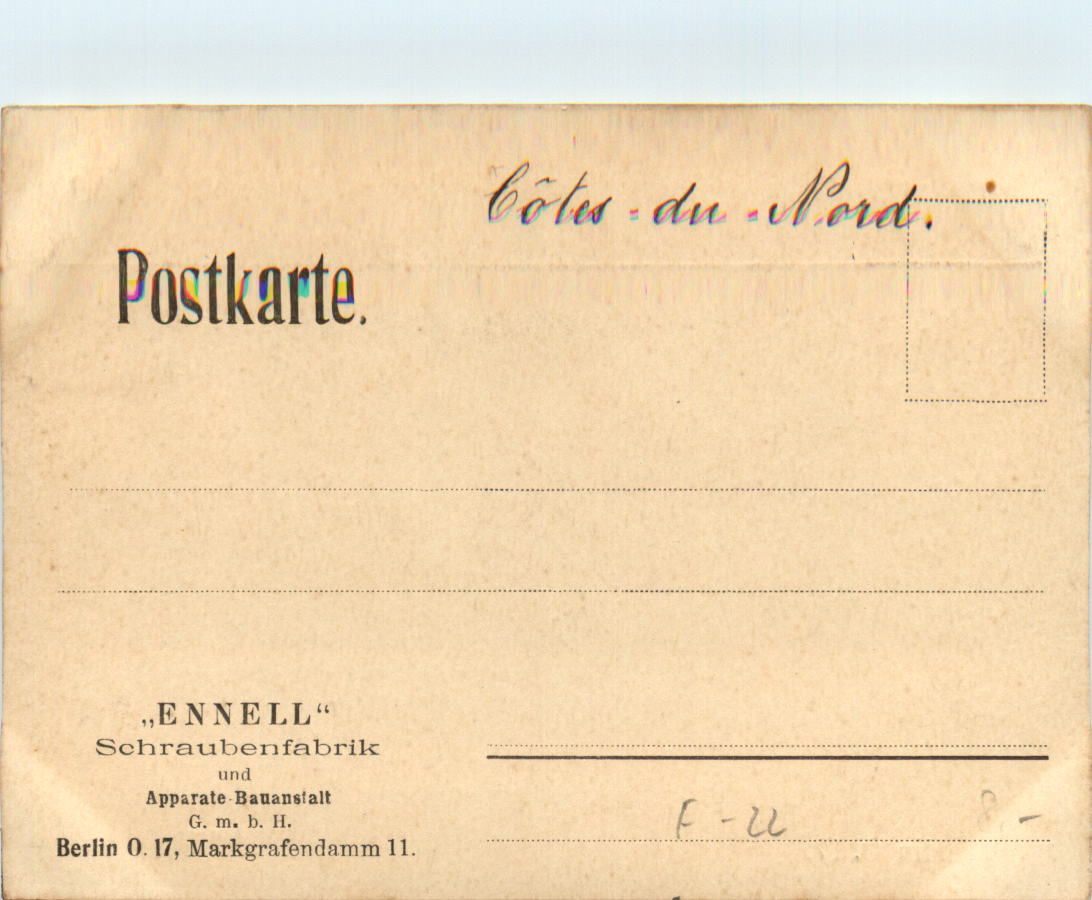 Côtes-du-Nord.
Postkarte.
„ENNELL“
Schraubenfabrik
und
Apparate-Bauanstalt
G. m. b. H.
Berlin O. 17, Markgrafendamm 11.
F-22 8.-